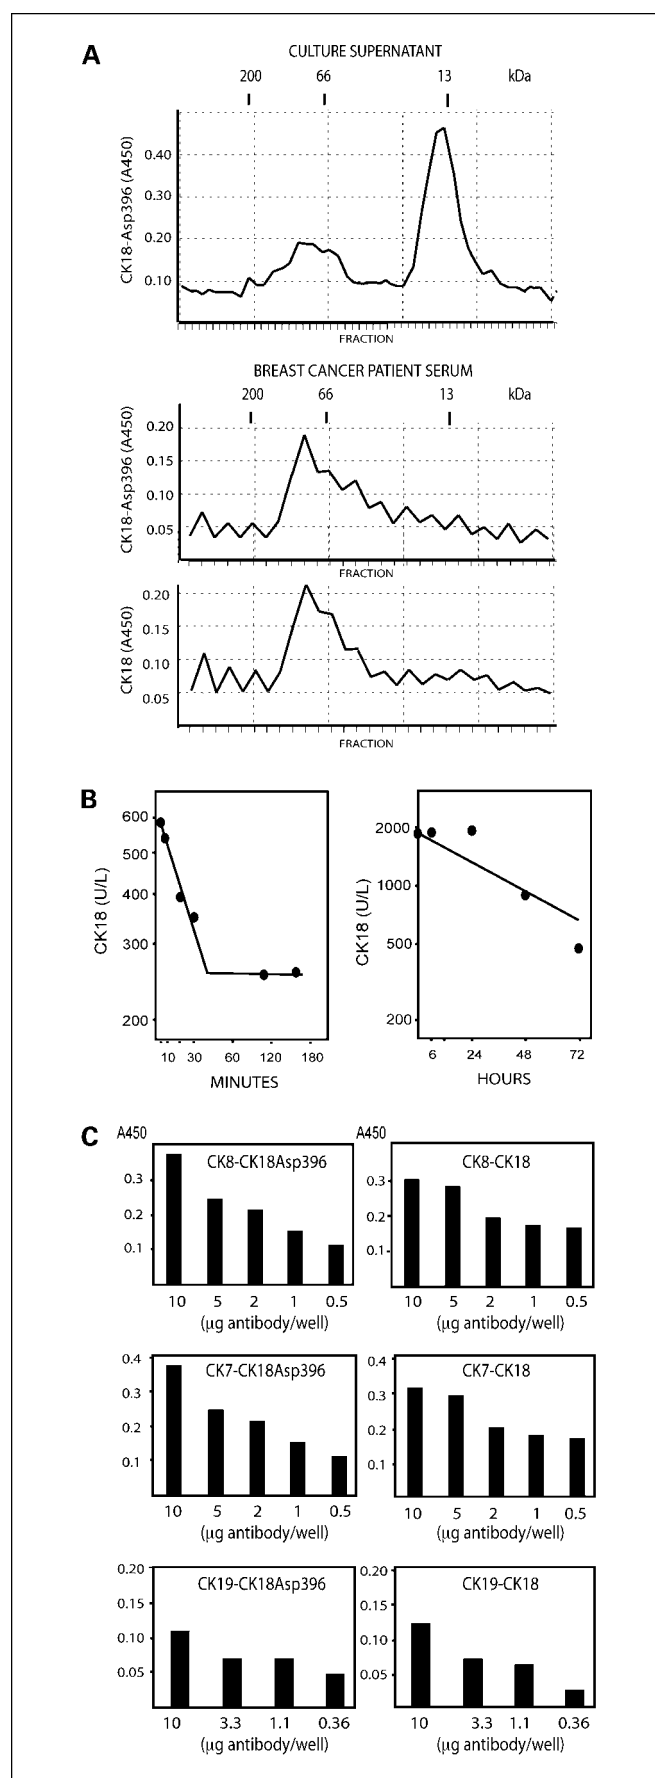 A
CULTURE SUPERNATANT
200 66 13 kDa
CK18-Asp396 (A450)
0.40
0.30
0.20
0.10
FRACTION
BREAST CANCER PATIENT SERUM
200 66 13 kDa
CK18-Asp396 (A450)
0.20
0.15
0.10
0.05
FRACTION
CK18 (A450)
0.20
0.15
0.10
0.05
FRACTION
B
CK18 (U/L)
600
500
400
300
200
10 30 60 120 180
MINUTES
CK18 (U/L)
2000
1000
500
200
6 24 48 72
HOURS
C
A450
CK8-CK18Asp396
0.3
0.2
0.1
10 5 2 1 0.5
(μg antibody/well)
A450
CK8-CK18
0.3
0.2
0.1
10 5 2 1 0.5
(μg antibody/well)
CK7-CK18Asp396
0.4
0.3
0.2
0.1
10 5 2 1 0.5
(μg antibody/well)
CK7-CK18
0.4
0.3
0.2
0.1
10 5 2 1 0.5
(μg antibody/well)
CK19-CK18Asp396
0.20
0.15
0.10
0.05
10 3.3 1.1 0.36
(μg antibody/well)
CK19-CK18
0.20
0.15
0.10
0.05
10 3.3 1.1 0.36
(μg antibody/well)